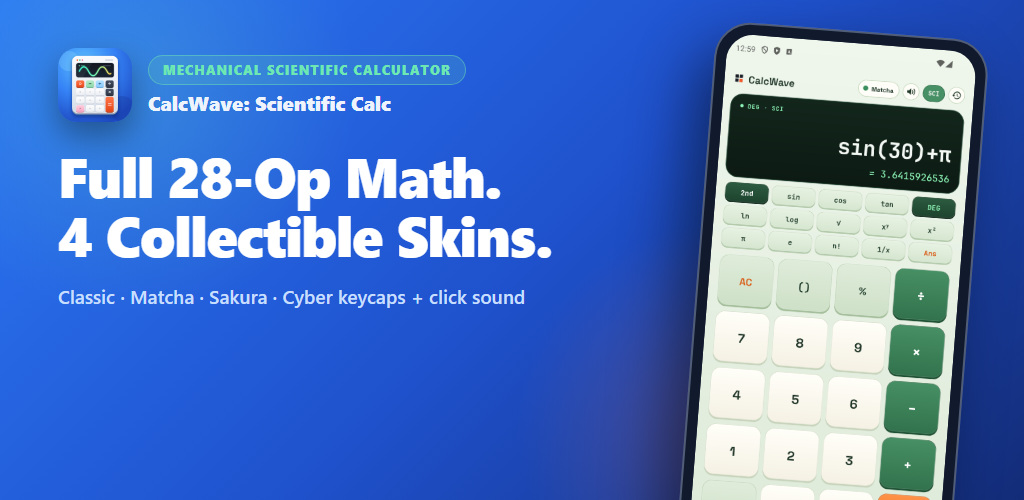 MECHANICAL SCIENTIFIC CALCULATOR
CalcWave: Scientific Calc
Full 28-Op Math.
4 Collectible Skins.
Classic · Matcha · Sakura · Cyber keycaps + click sound
12:59
CalcWave
Matcha
SCI
DEG · SCI
sin(30)+π
= 3.6415926536
2nd sin cos tan DEG
ln log √ xʸ x²
π e n! 1/x Ans
AC () % ÷
7 8 9 ×
4 5 6 −
1 2 3 +